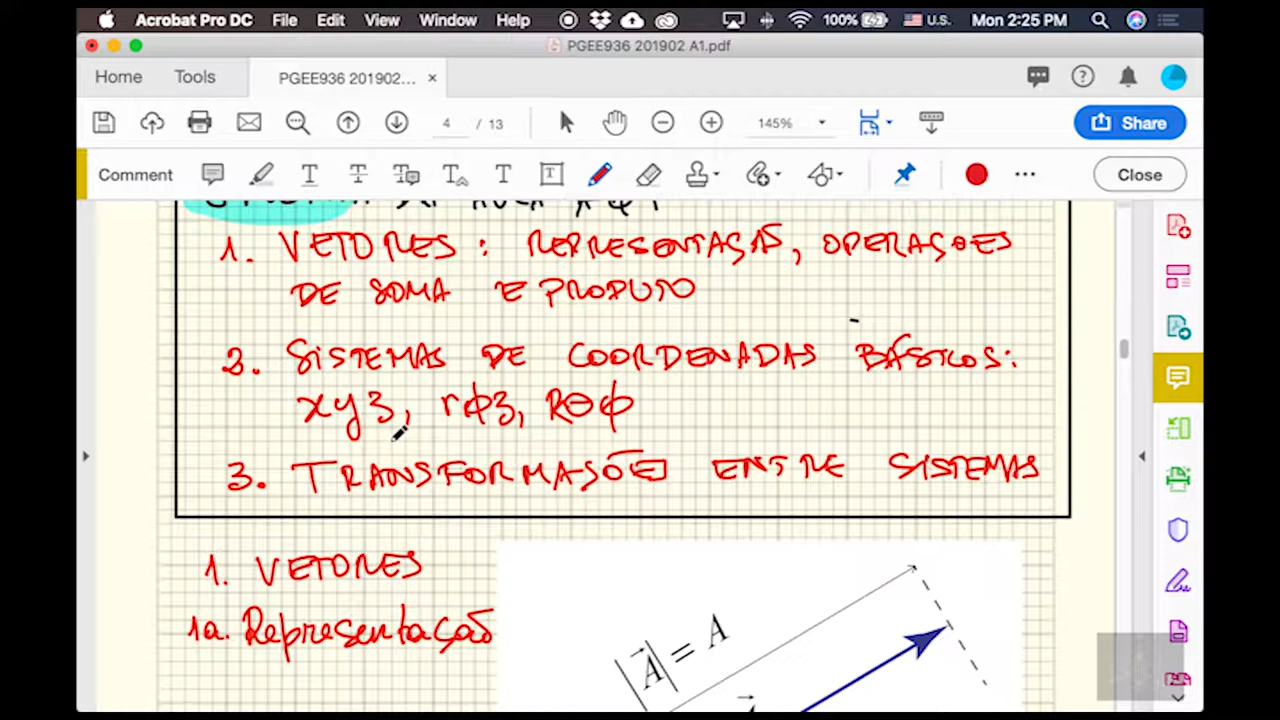 Acrobat Pro DC File Edit View Window Help 100% U.S. Mon 2:25 PM
PGEE936 201902 A1.pdf
Home Tools PGEE936 201902... ×
4 / 13 145% Share
Comment Close
1. VETORES: REPRESENTAÇÃO, OPERAÇÕES
DE SOMA E PRODUTO
2. SISTEMAS DE COORDENADAS BÁSICOS:
xyz, rϕz, Rθϕ
3. TRANSFORMAÇÕES ENTRE SISTEMAS
1. VETORES
1a. Representação
|A⃗| = A